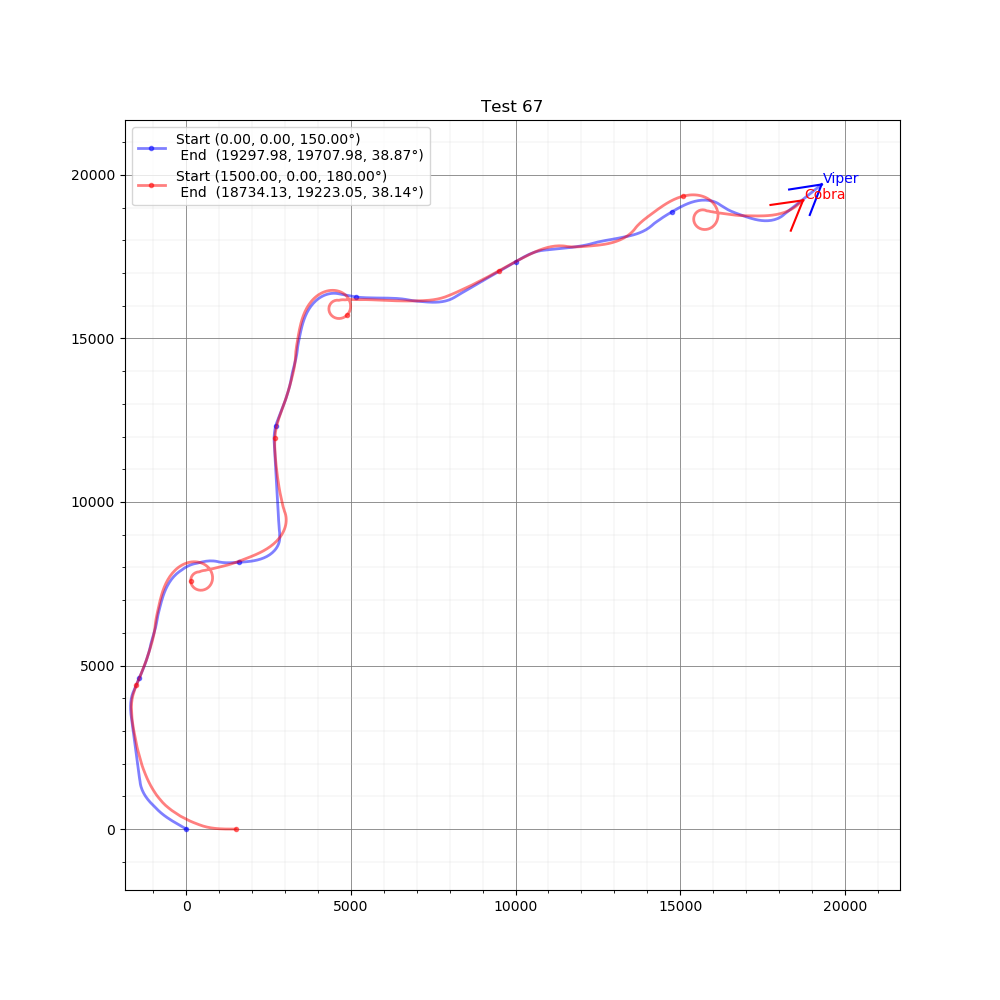 Test 67
Start (0.00, 0.00, 150.00°)
End (19297.98, 19707.98, 38.87°)
Start (1500.00, 0.00, 180.00°)
End (18734.13, 19223.05, 38.14°)
Viper
Cobra
20000
15000
10000
5000
0
0 5000 10000 15000 20000